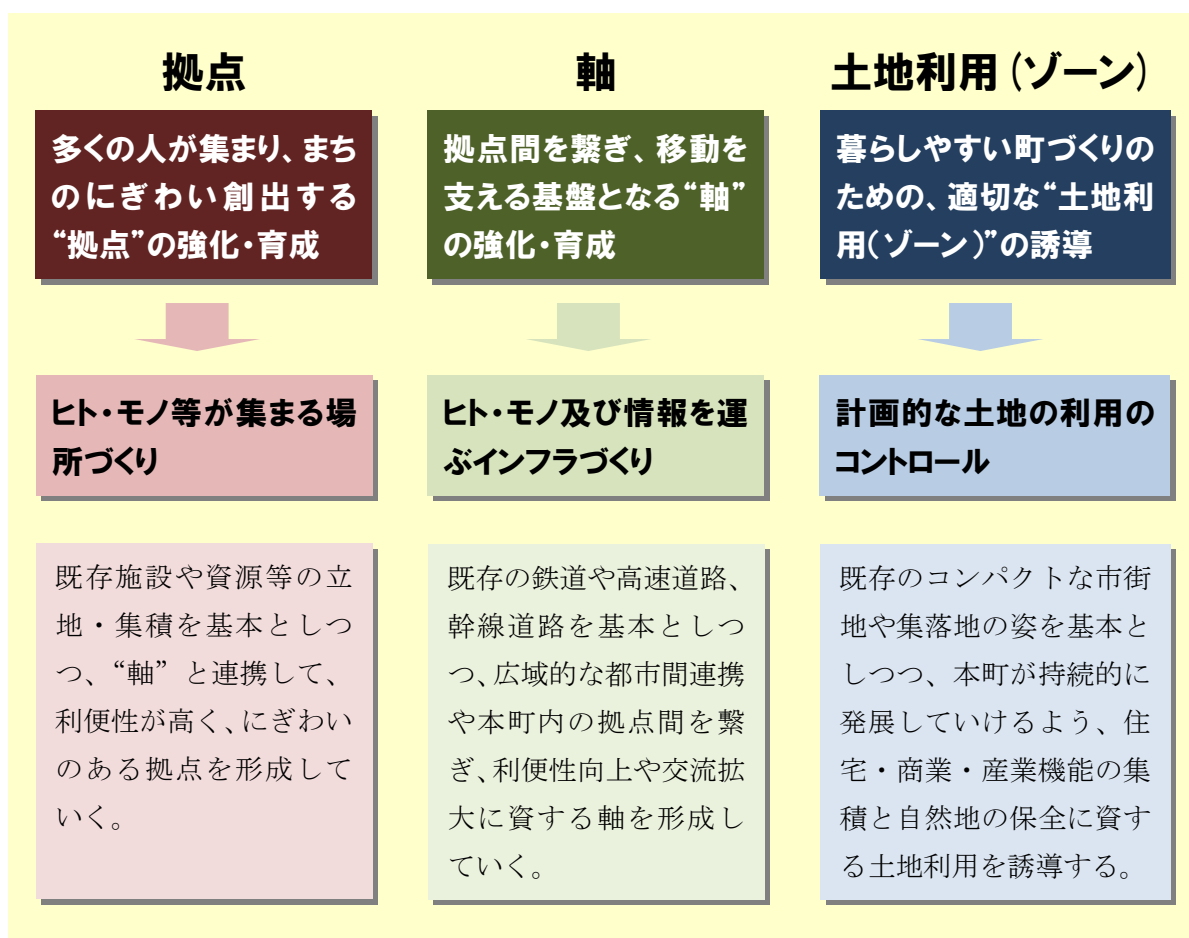 拠点
多くの人が集まり、まち
のにぎわい創出する
“拠点”の強化・育成
ヒト・モノ等が集まる場
所づくり
既存施設や資源等の立
地・集積を基本としつ
つ、“軸”と連携して、
利便性が高く、にぎわい
のある拠点を形成して
いく。
軸
拠点間を繋ぎ、移動を
支える基盤となる“軸”
の強化・育成
ヒト・モノ及び情報を運
ぶインフラづくり
既存の鉄道や高速道路、
幹線道路を基本としつ
つ、広域的な都市間連携
や本町内の拠点間を繋
ぎ、利便性向上や交流拡
大に資する軸を形成し
ていく。
土地利用(ゾーン)
暮らしやすい町づくりの
ための、適切な“土地利
用(ゾーン)”の誘導
計画的な土地の利用の
コントロール
既存のコンパクトな市街
地や集落地の姿を基本と
しつつ、本町が持続的に
発展していけるよう、住
宅・商業・産業機能の集
積と自然地の保全に資す
る土地利用を誘導する。